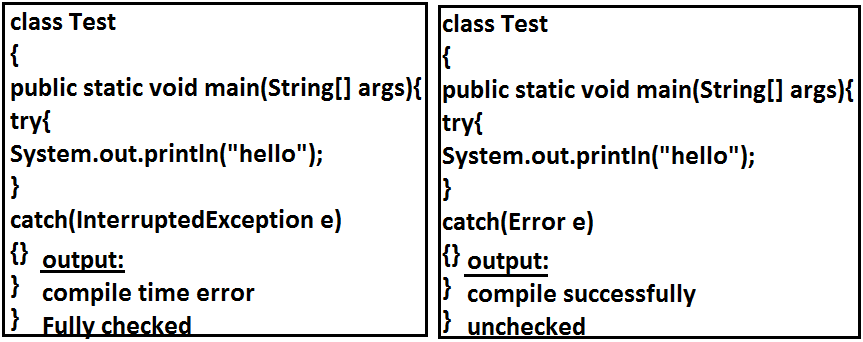 class Test
{
public static void main(String[] args){
try{
System.out.println("hello");
}
catch(InterruptedException e)
{} output:
} compile time error
} Fully checked
class Test
{
public static void main(String[] args){
try{
System.out.println("hello");
}
catch(Error e)
{} output:
} compile successfully
} unchecked